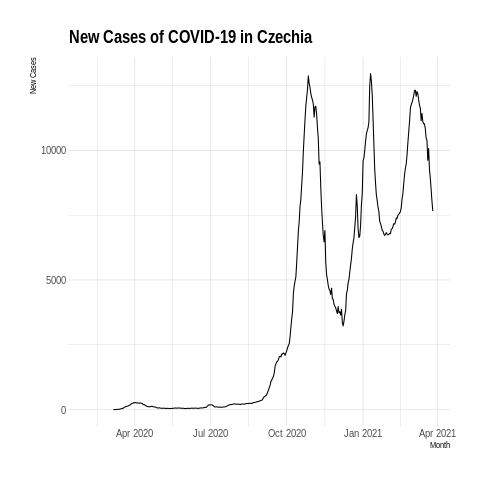 New Cases of COVID-19 in Czechia
New Cases
10000
5000
0
Apr 2020 Jul 2020 Oct 2020 Jan 2021 Apr 2021
Month